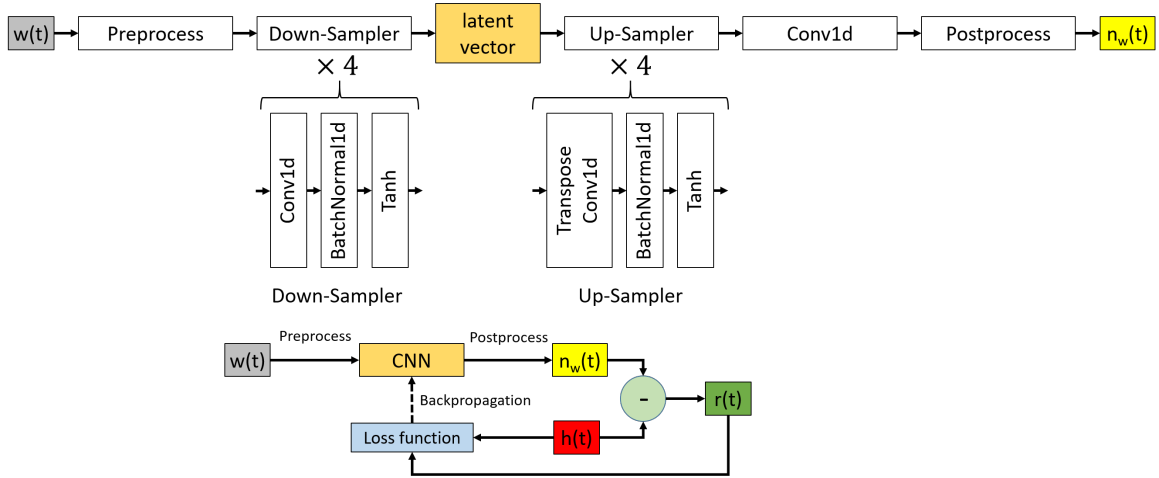 w(t)
Preprocess
Down-Sampler
latent
vector
Up-Sampler
Conv1d
Postprocess
n_w(t)
× 4
× 4
Conv1d
BatchNormal1d
Tanh
Transpose
Conv1d
BatchNormal1d
Tanh
Down-Sampler
Up-Sampler
Preprocess
Postprocess
w(t)
CNN
n_w(t)
-
r(t)
Backpropagation
Loss function
h(t)